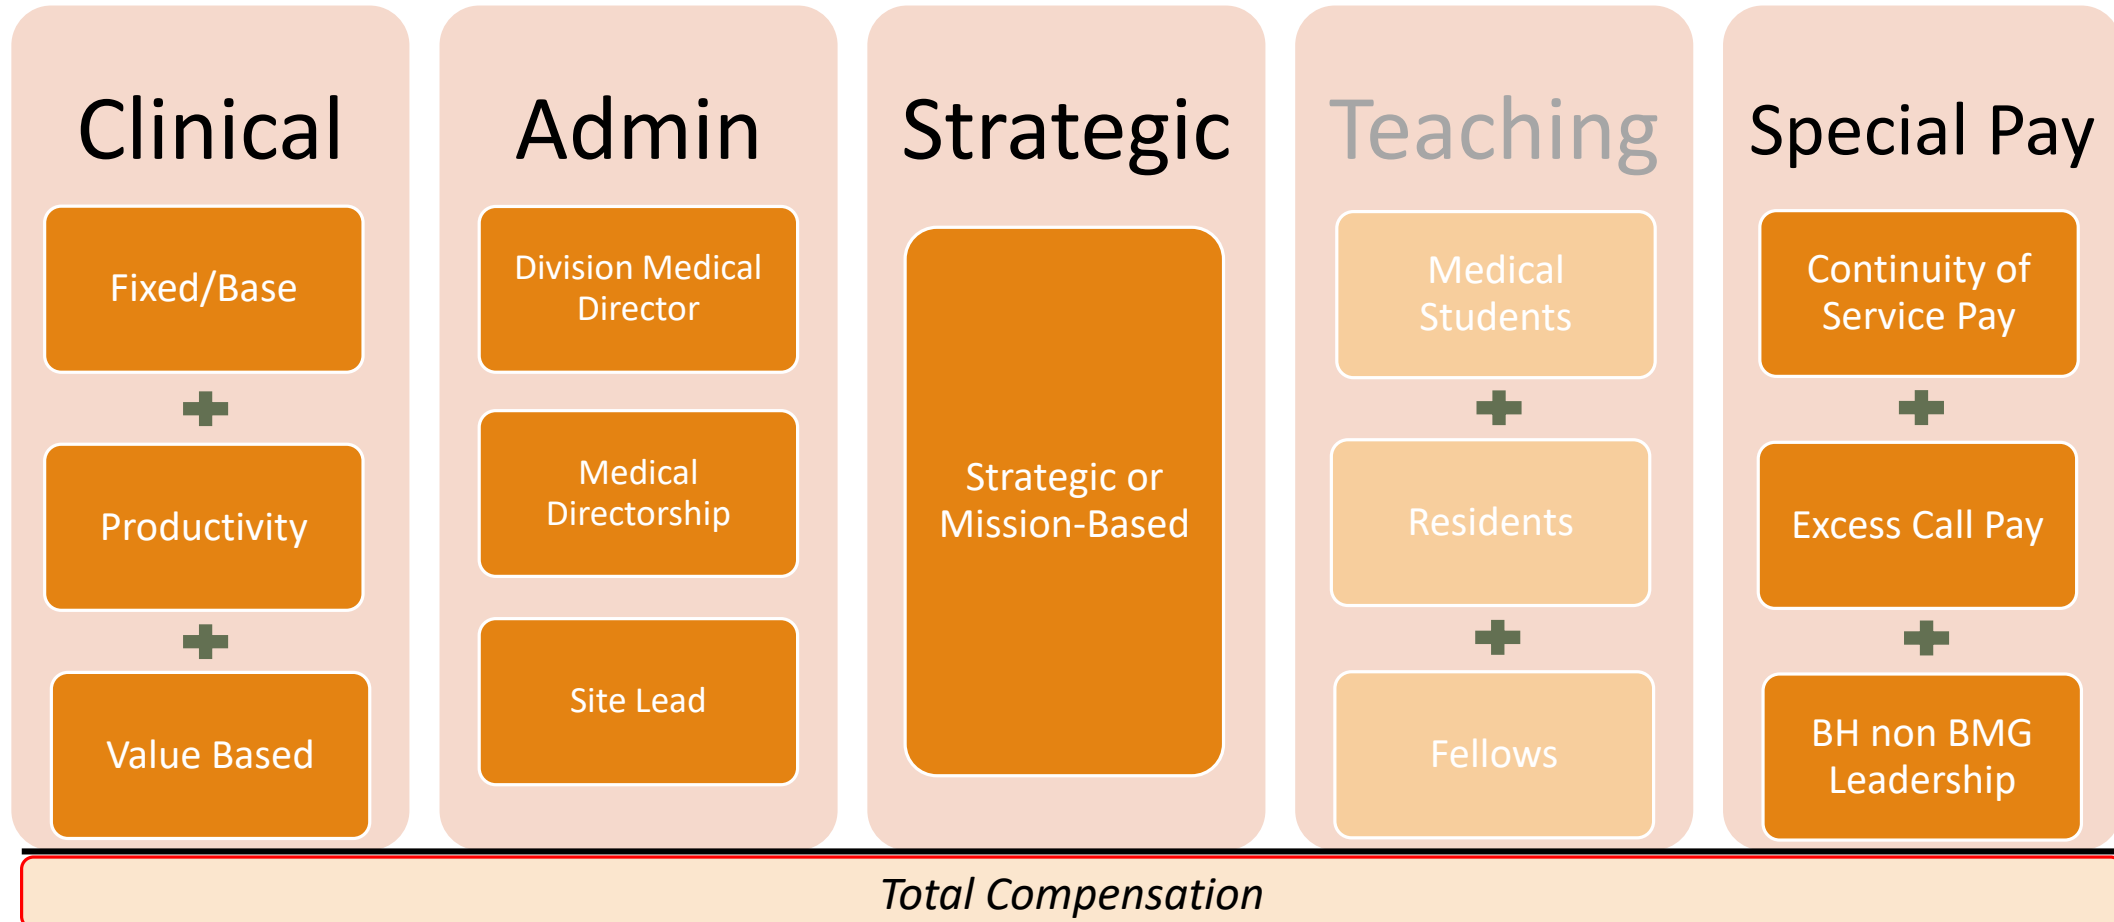 Clinical
Fixed/Base
Productivity
Value Based
Admin
Division Medical
Director
Medical
Directorship
Site Lead
Strategic
Strategic or
Mission-Based
Teaching
Medical
Students
Residents
Fellows
Special Pay
Continuity of
Service Pay
Excess Call Pay
BH non BMG
Leadership
Total Compensation